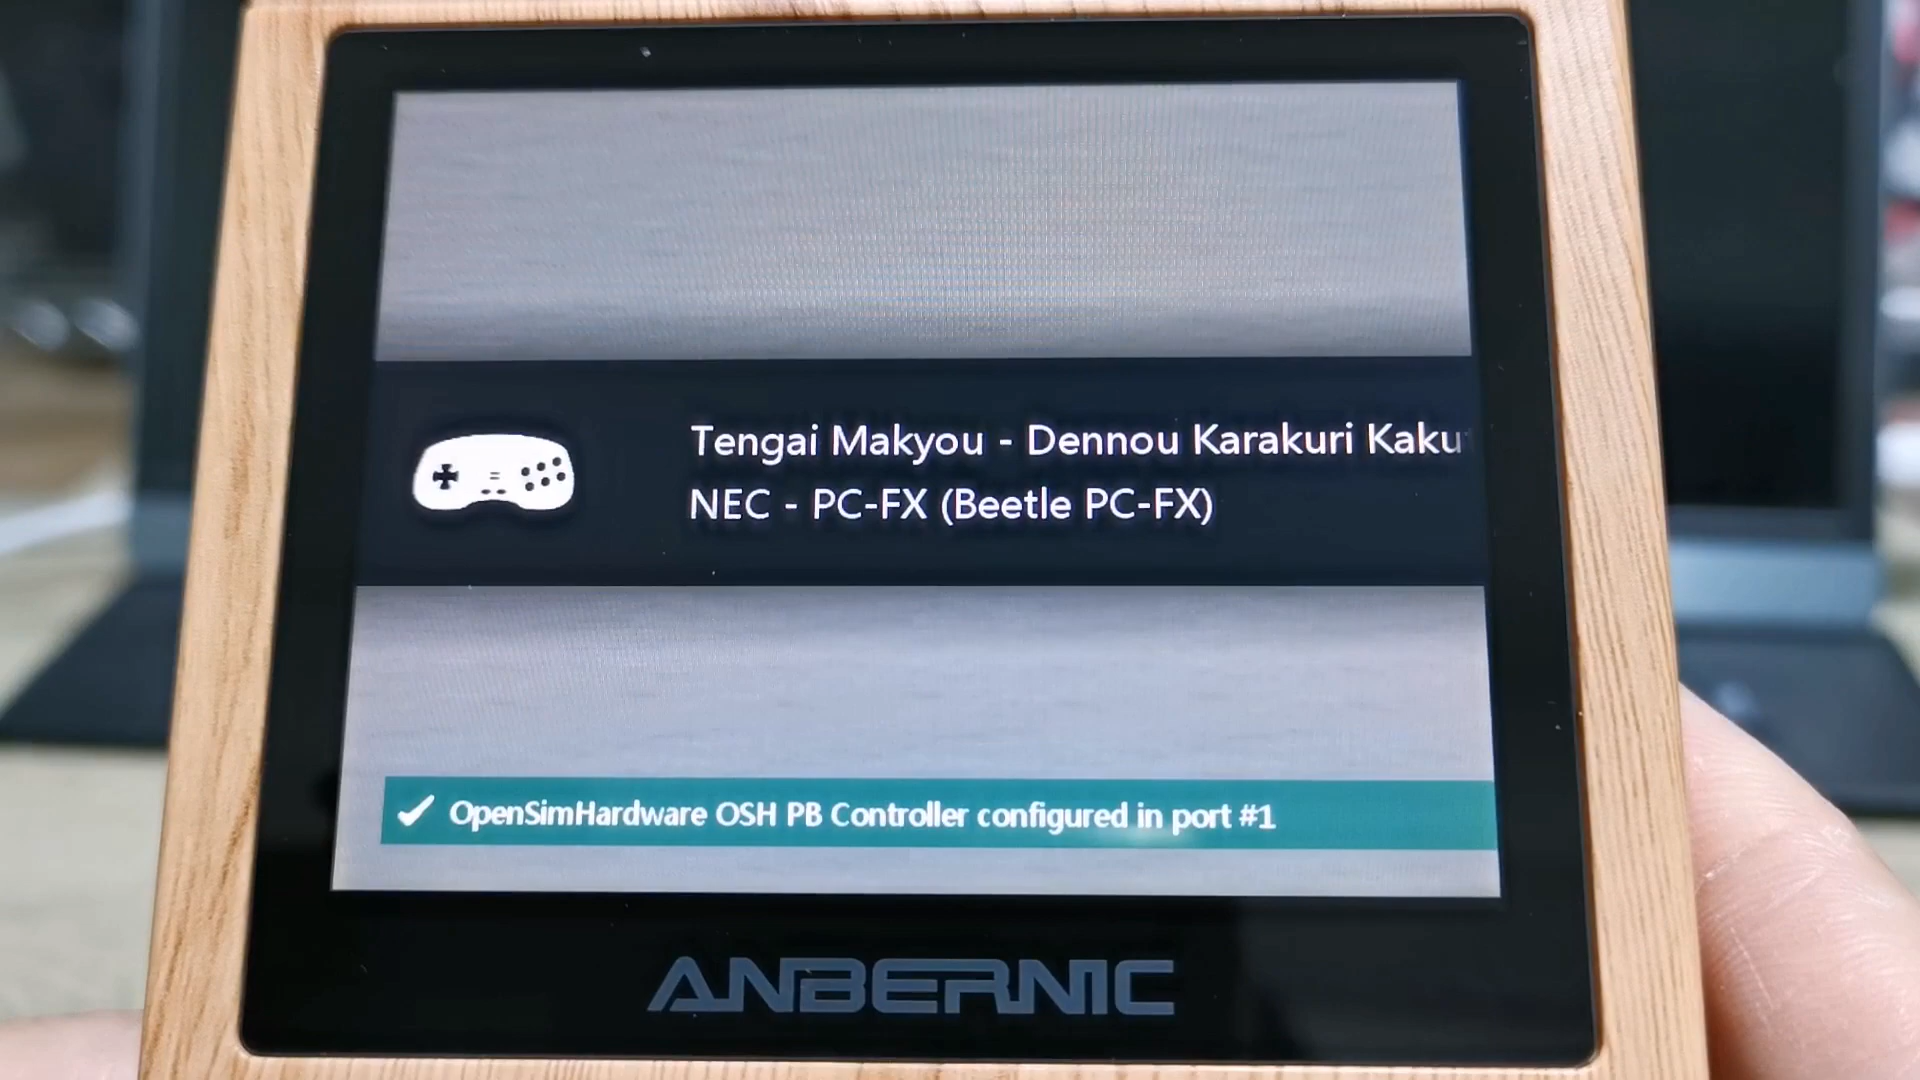 Tengai Makyou - Dennou Karakuri Kaku
NEC - PC-FX (Beetle PC-FX)
OpenSimHardware OSH PB Controller configured in port #1
ANBERNIC